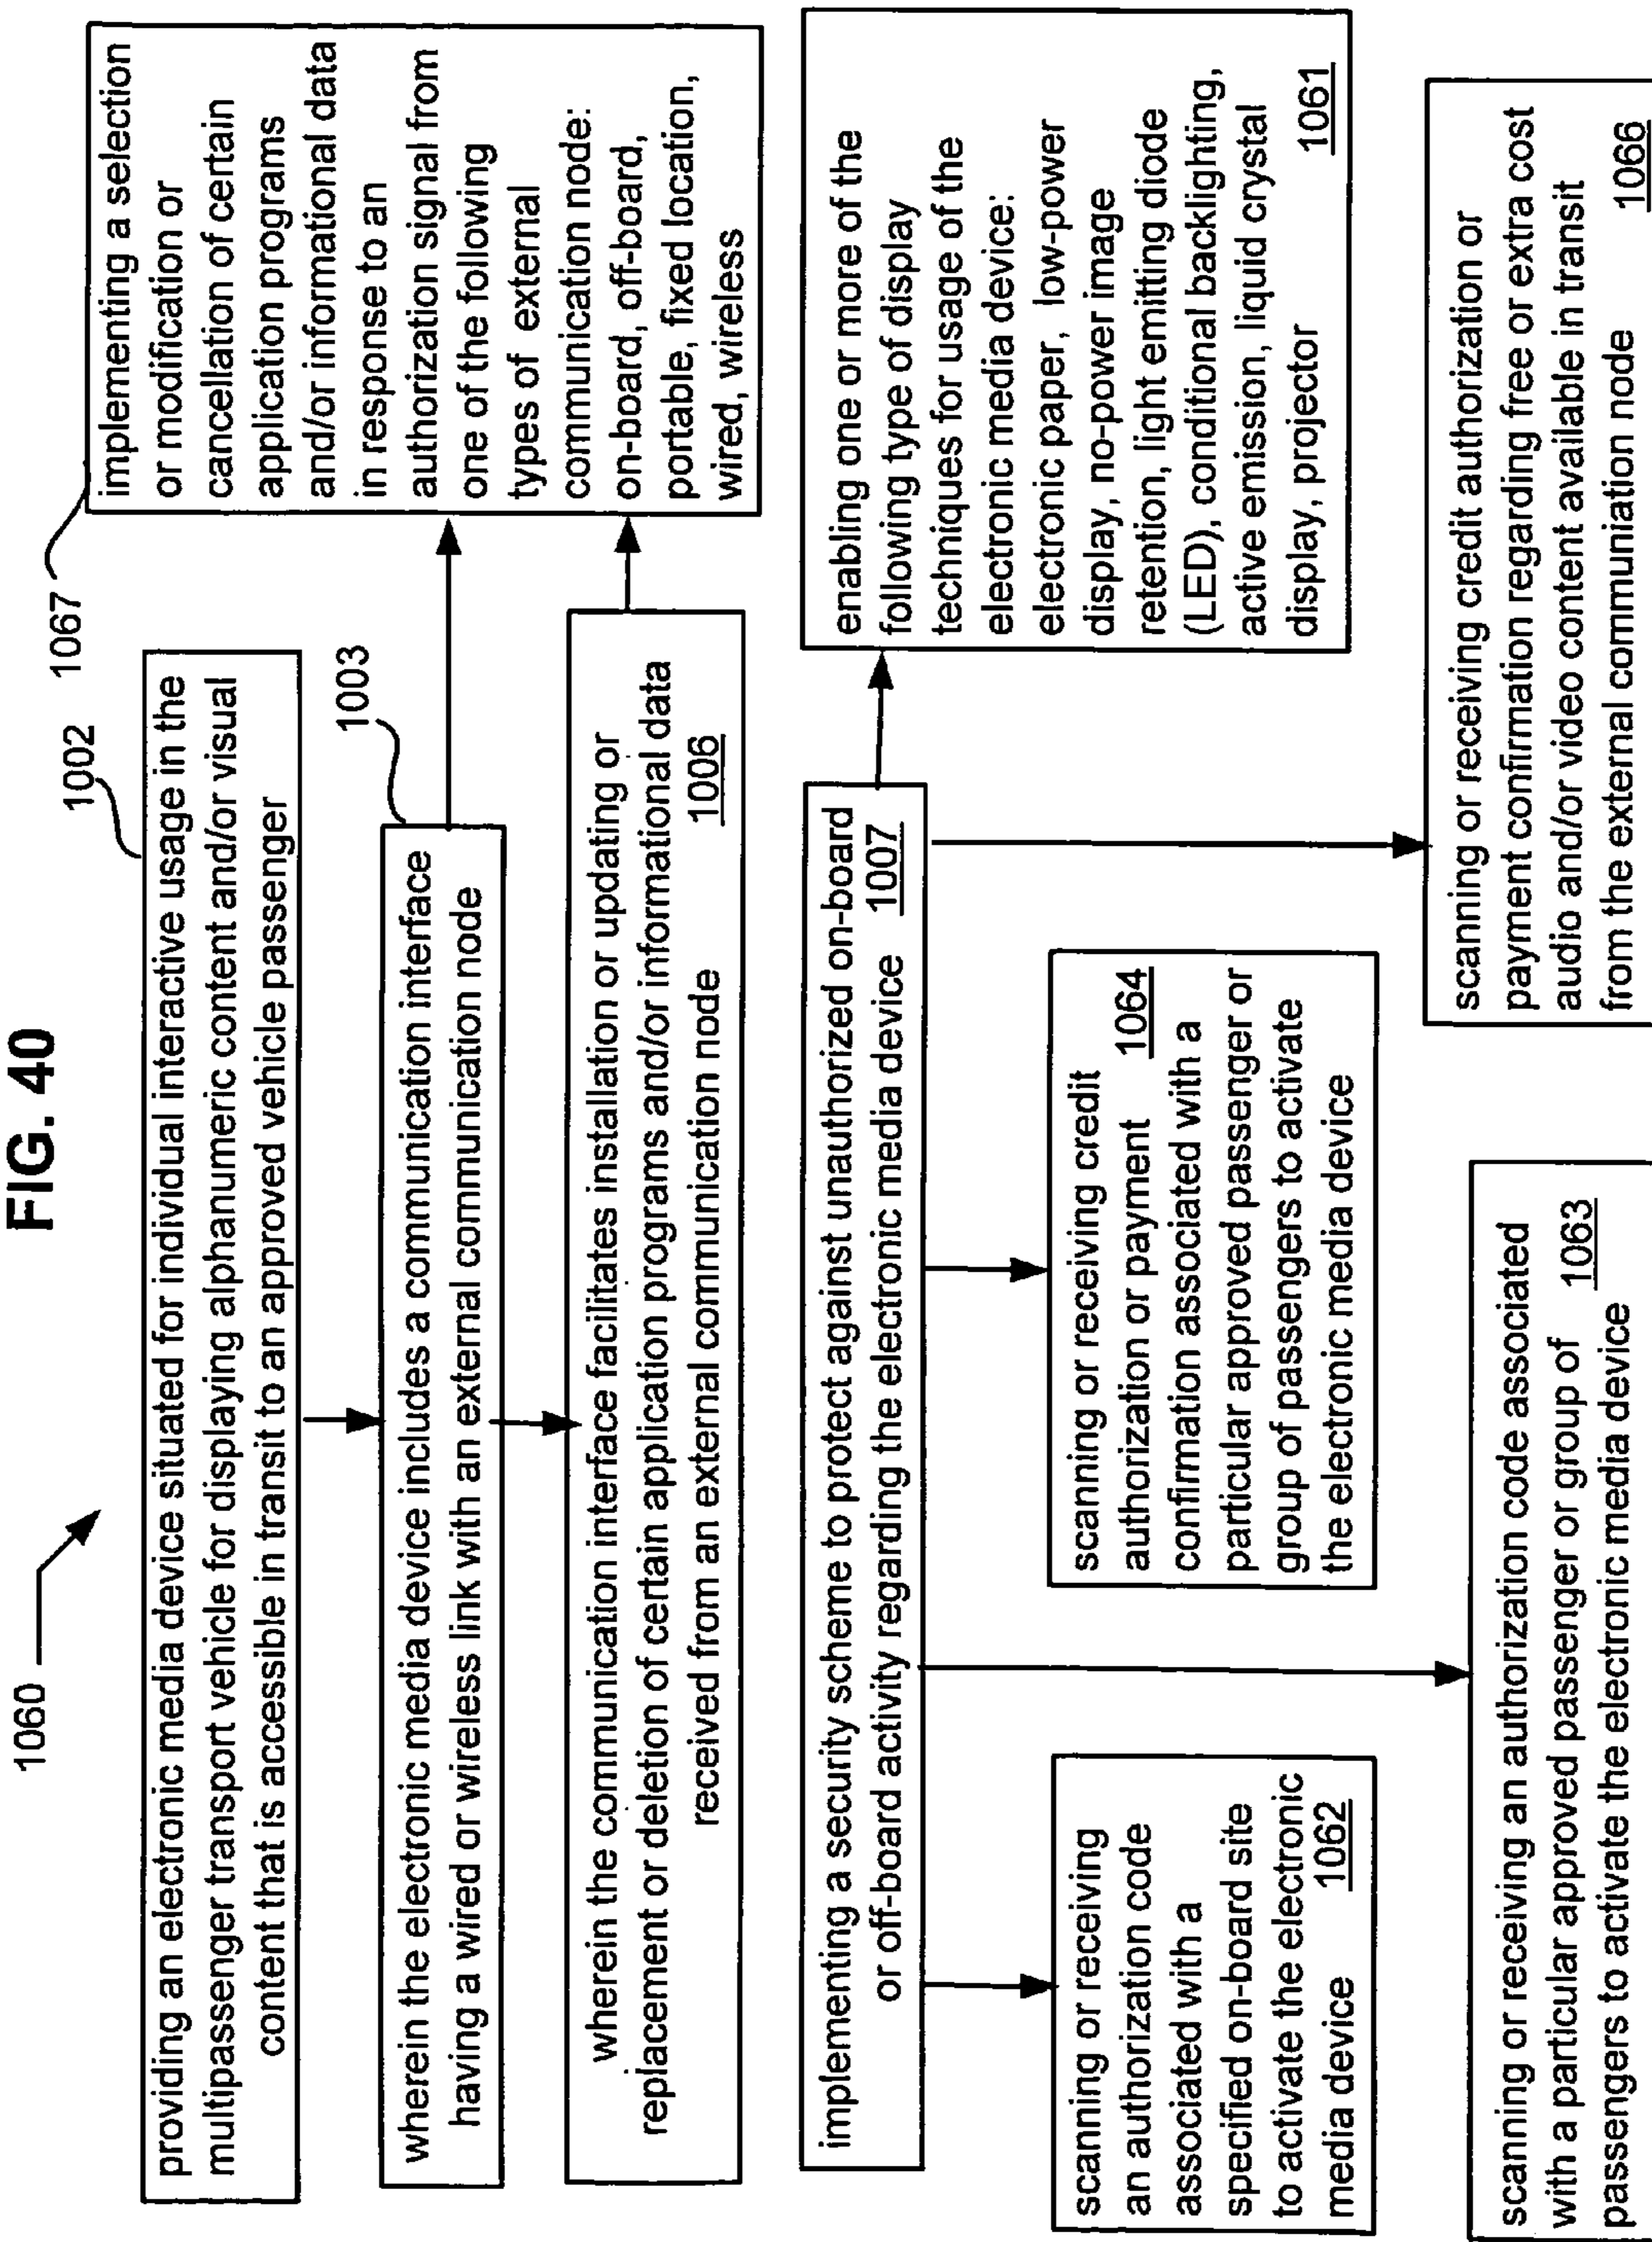 FIG. 40
1060
1002
providing an electronic media device situated for individual interactive usage in the
multipassenger transport vehicle for displaying alphanumeric content and/or visual
content that is accessible in transit to an approved vehicle passenger
1003
wherein the electronic media device includes a communication interface
having a wired or wireless link with an external communication node
wherein the communication interface facilitates installation or updating or
replacement or deletion of certain application programs and/or informational data
received from an external communication node 1006
1067
implementing a selection
or modification or
cancellation of certain
application programs
and/or informational data
in response to an
authorization signal from
one of the following
types of external
communication node:
on-board, off-board,
portable, fixed location,
wired, wireless
implementing a security scheme to protect against unauthorized on-board
or off-board activity regarding the electronic media device 1007
enabling one or more of the
following type of display
techniques for usage of the
electronic media device:
electronic paper, low-power
display, no-power image
retention, light emitting diode
(LED), conditional backlighting,
active emission, liquid crystal
display, projector 1061
scanning or receiving
an authorization code
associated with a
specified on-board site
to activate the electronic
media device 1062
scanning or receiving credit
authorization or payment 1064
confirmation associated with a
particular approved passenger or
group of passengers to activate
the electronic media device
scanning or receiving an authorization code associated
with a particular approved passenger or group of 1063
passengers to activate the electronic media device
scanning or receiving credit authorization or
payment confirmation regarding free or extra cost
audio and/or video content available in transit
from the external communiation node 1066